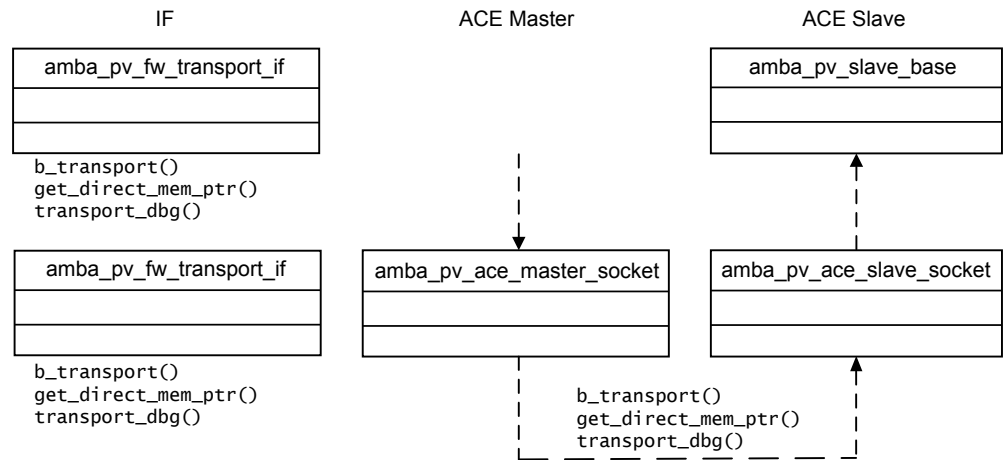 IF
ACE Master
ACE Slave
amba_pv_fw_transport_if
amba_pv_slave_base
b_transport()
get_direct_mem_ptr()
transport_dbg()
amba_pv_fw_transport_if
amba_pv_ace_master_socket
amba_pv_ace_slave_socket
b_transport()
get_direct_mem_ptr()
transport_dbg()
b_transport()
get_direct_mem_ptr()
transport_dbg()